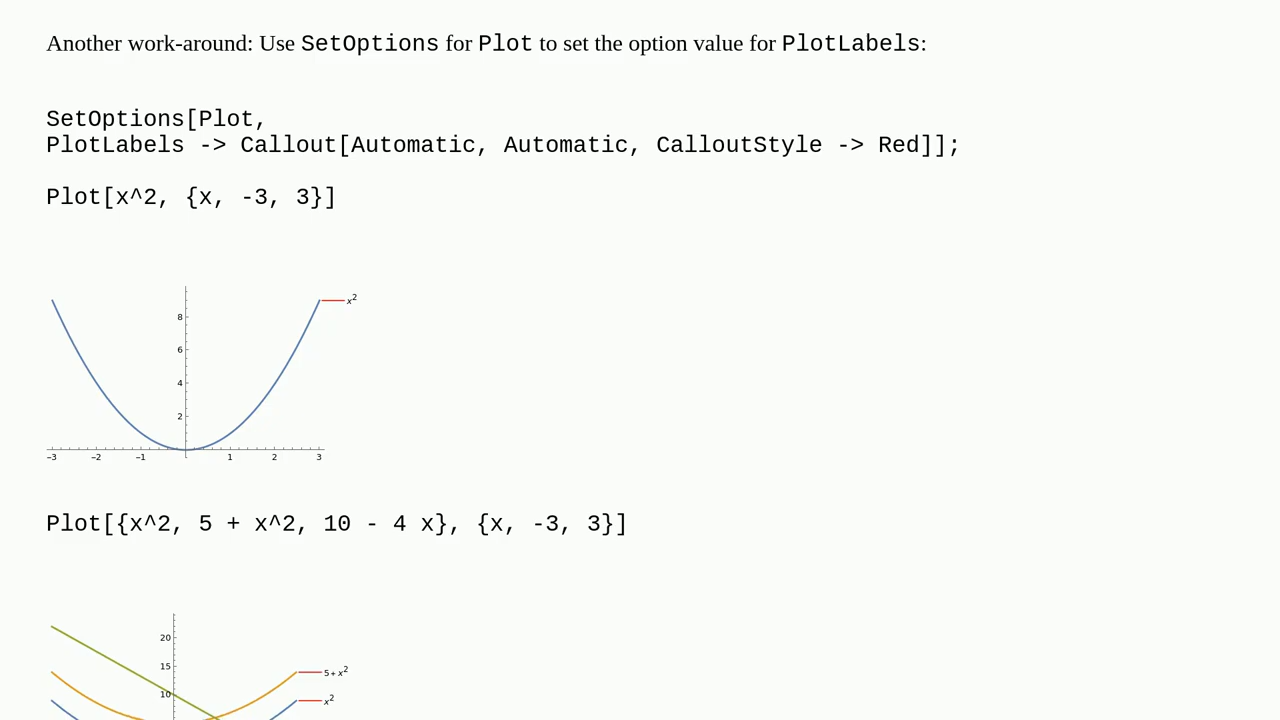 Another work-around: Use SetOptions for Plot to set the option value for PlotLabels:
SetOptions[Plot,
PlotLabels -> Callout[Automatic, Automatic, CalloutStyle -> Red]];
Plot[x^2, {x, -3, 3}]
x²
8
6
4
2
−3 −2 −1 1 2 3
Plot[{x^2, 5 + x^2, 10 - 4 x}, {x, -3, 3}]
20
15
5+x²
10
x²